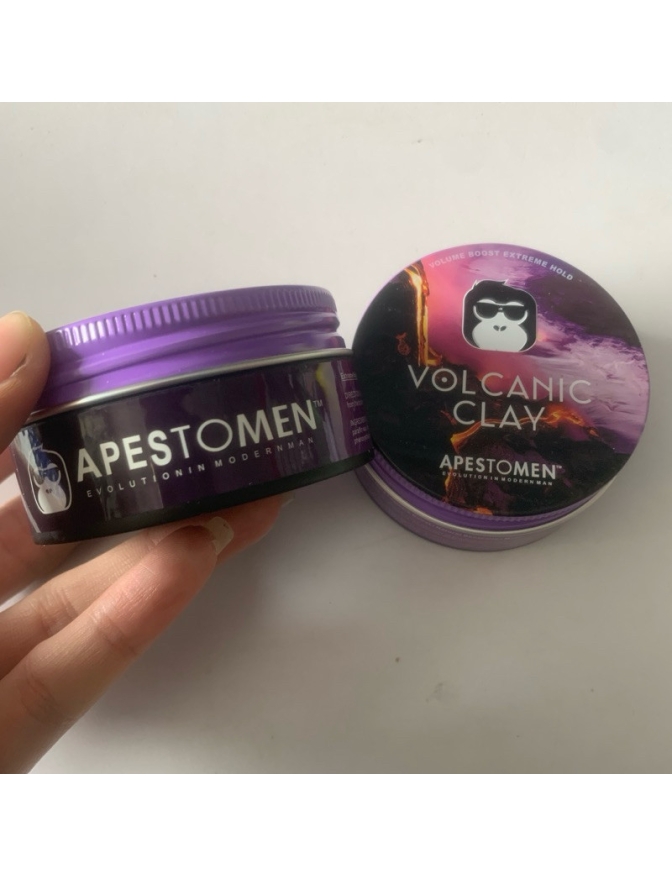 APESTOMEN™
EVOLUTION IN MODERN MAN
VOLUME BOOST EXTREME HOLD
VOLCANIC
CLAY
APESTOMEN™
EVOLUTION IN MODERN MAN